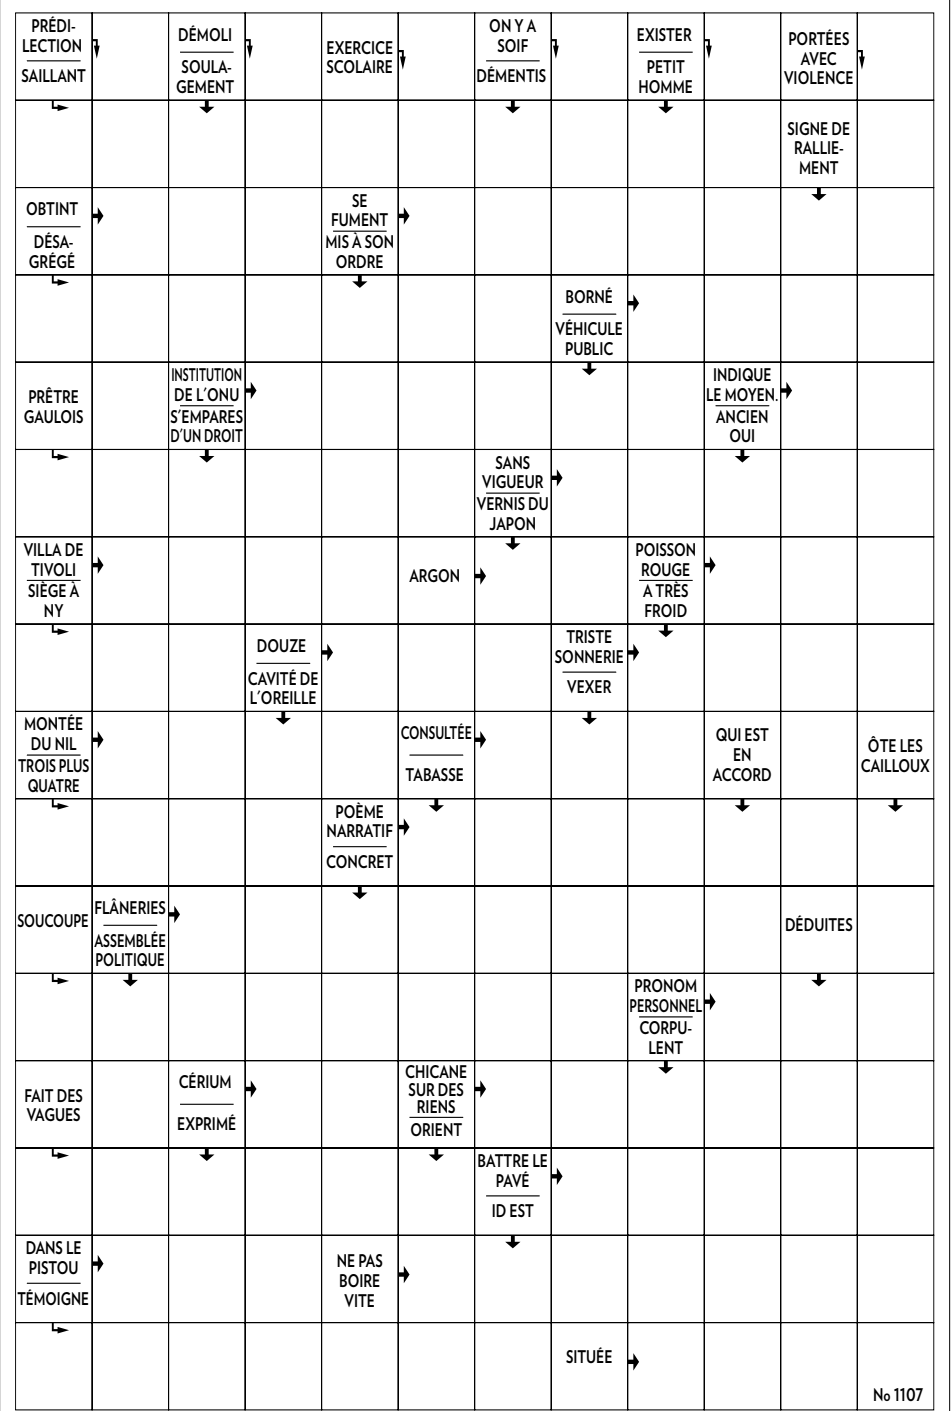 PRÉDI-
LECTION
SAILLANT
DÉMOLI
SOULA-
GEMENT
EXERCICE
SCOLAIRE
ON Y A
SOIF
DÉMENTIS
EXISTER
PETIT
HOMME
PORTÉES
AVEC
VIOLENCE
SIGNE DE
RALLIE-
MENT
OBTINT
DÉSA-
GRÉGÉ
SE
FUMENT
MIS À SON
ORDRE
BORNÉ
VÉHICULE
PUBLIC
PRÊTRE
GAULOIS
INSTITUTION
DE L'ONU
S'EMPARES
D'UN DROIT
INDIQUE
LE MOYEN.
ANCIEN
OUI
SANS
VIGUEUR
VERNIS DU
JAPON
VILLA DE
TIVOLI
SIÈGE À
NY
ARGON
POISSON
ROUGE
A TRÈS
FROID
DOUZE
CAVITÉ DE
L'OREILLE
TRISTE
SONNERIE
VEXER
MONTÉE
DU NIL
TROIS PLUS
QUATRE
CONSULTÉE
TABASSE
QUI EST
EN
ACCORD
ÔTE LES
CAILLOUX
POÈME
NARRATIF
CONCRET
SOUCOUPE
FLÂNERIES
ASSEMBLÉE
POLITIQUE
DÉDUITES
PRONOM
PERSONNEL
CORPU-
LENT
FAIT DES
VAGUES
CÉRIUM
EXPRIMÉ
CHICANE
SUR DES
RIENS
ORIENT
BATTRE LE
PAVÉ
ID EST
DANS LE
PISTOU
TÉMOIGNE
NE PAS
BOIRE
VITE
SITUÉE
No 1107